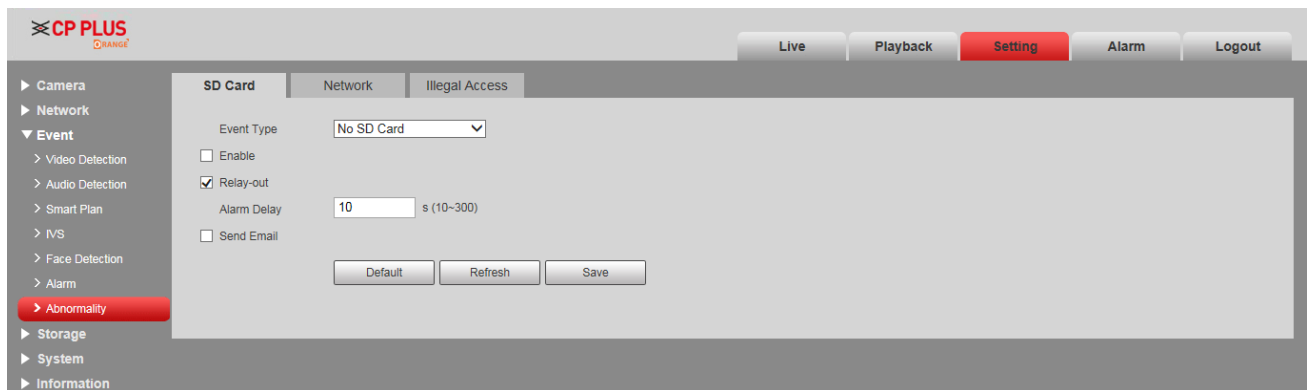 CP PLUS
ORANGE
Live Playback Setting Alarm Logout
Camera
Network
Event
Video Detection
Audio Detection
Smart Plan
IVS
Face Detection
Alarm
Abnormality
Storage
System
Information
SD Card Network Illegal Access
Event Type No SD Card
Enable
Relay-out
Alarm Delay 10 s (10~300)
Send Email
Default Refresh Save